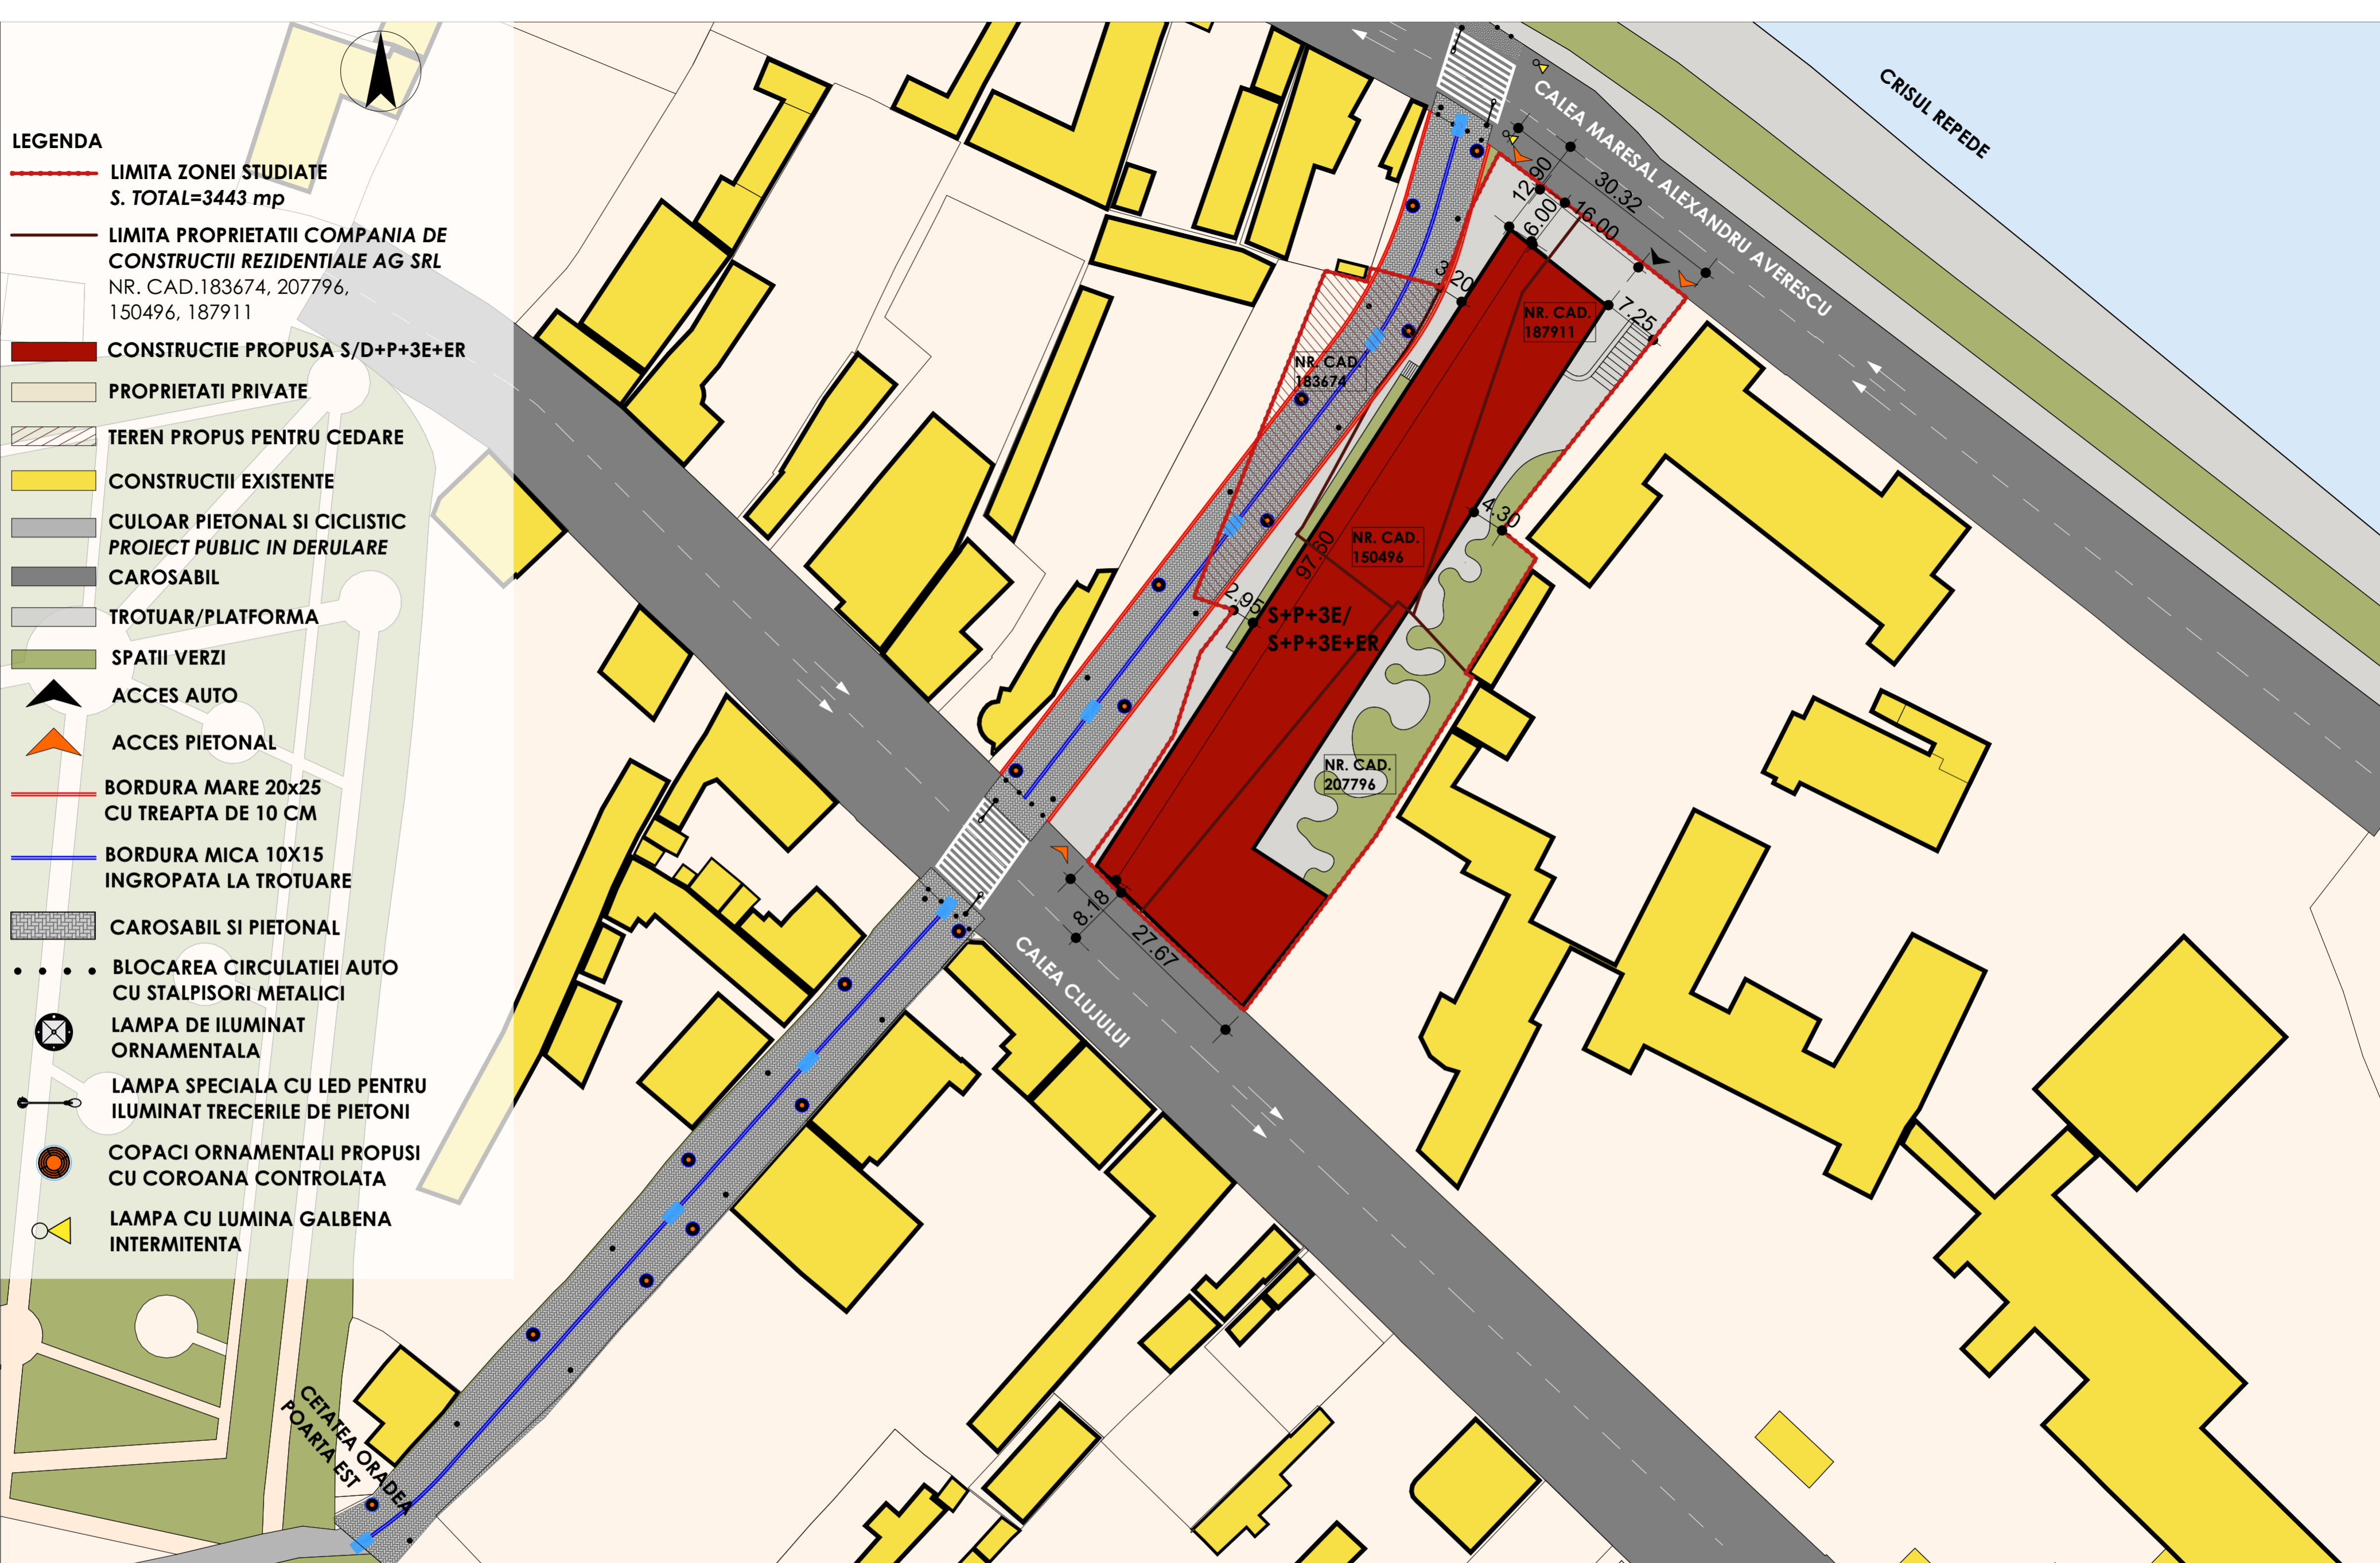 LEGENDA
LIMITA ZONEI STUDIATE
S. TOTAL=3443 mp
LIMITA PROPRIETATII COMPANIA DE
CONSTRUCTII REZIDENTIALE AG SRL
NR. CAD.183674, 207796,
150496, 187911
CONSTRUCTIE PROPUSA S/D+P+3E+ER
PROPRIETATI PRIVATE
TEREN PROPUS PENTRU CEDARE
CONSTRUCTII EXISTENTE
CULOAR PIETONAL SI CICLISTIC
PROIECT PUBLIC IN DERULARE
CAROSABIL
TROTUAR/PLATFORMA
SPATII VERZI
ACCES AUTO
ACCES PIETONAL
BORDURA MARE 20x25
CU TREAPTA DE 10 CM
BORDURA MICA 10X15
INGROPATA LA TROTUARE
CAROSABIL SI PIETONAL
BLOCAREA CIRCULATIEI AUTO
CU STALPISORI METALICI
LAMPA DE ILUMINAT
ORNAMENTALA
LAMPA SPECIALA CU LED PENTRU
ILUMINAT TRECERILE DE PIETONI
COPACI ORNAMENTALI PROPUSI
CU COROANA CONTROLATA
LAMPA CU LUMINA GALBENA
INTERMITENTA
CRISUL REPEDE
CALEA MARESAL ALEXANDRU AVERESCU
12.90
30.32
6.00
16.00
3.20
7.25
NR. CAD.
187911
NR. CAD.
183674
4.30
NR. CAD.
150496
97.60
2.95
S+P+3E/
S+P+3E+ER
NR. CAD.
207796
8.18
27.67
CALEA CLUJULUI
CETATEA ORADEA
POARTA EST